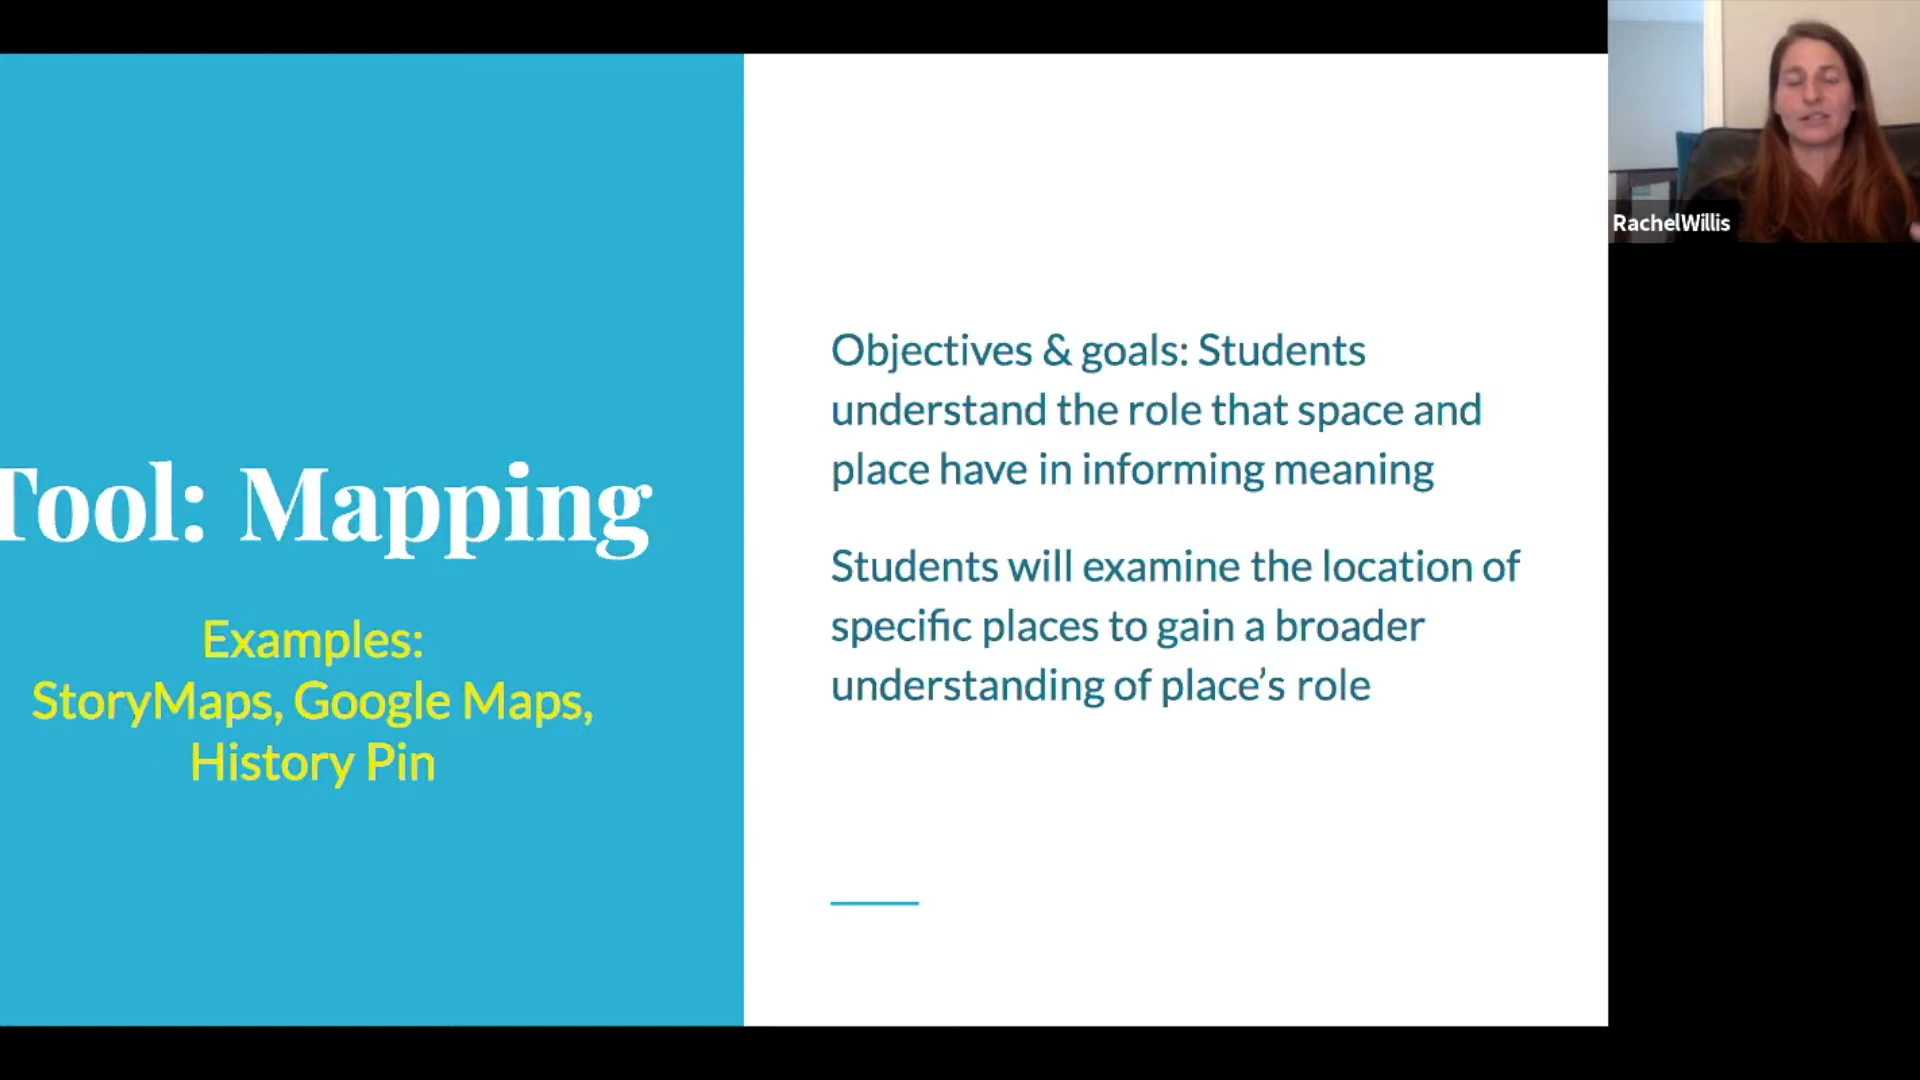 Tool: Mapping
Examples:
StoryMaps, Google Maps,
History Pin
Objectives & goals: Students
understand the role that space and
place have in informing meaning
Students will examine the location of
specific places to gain a broader
understanding of place’s role
RachelWillis